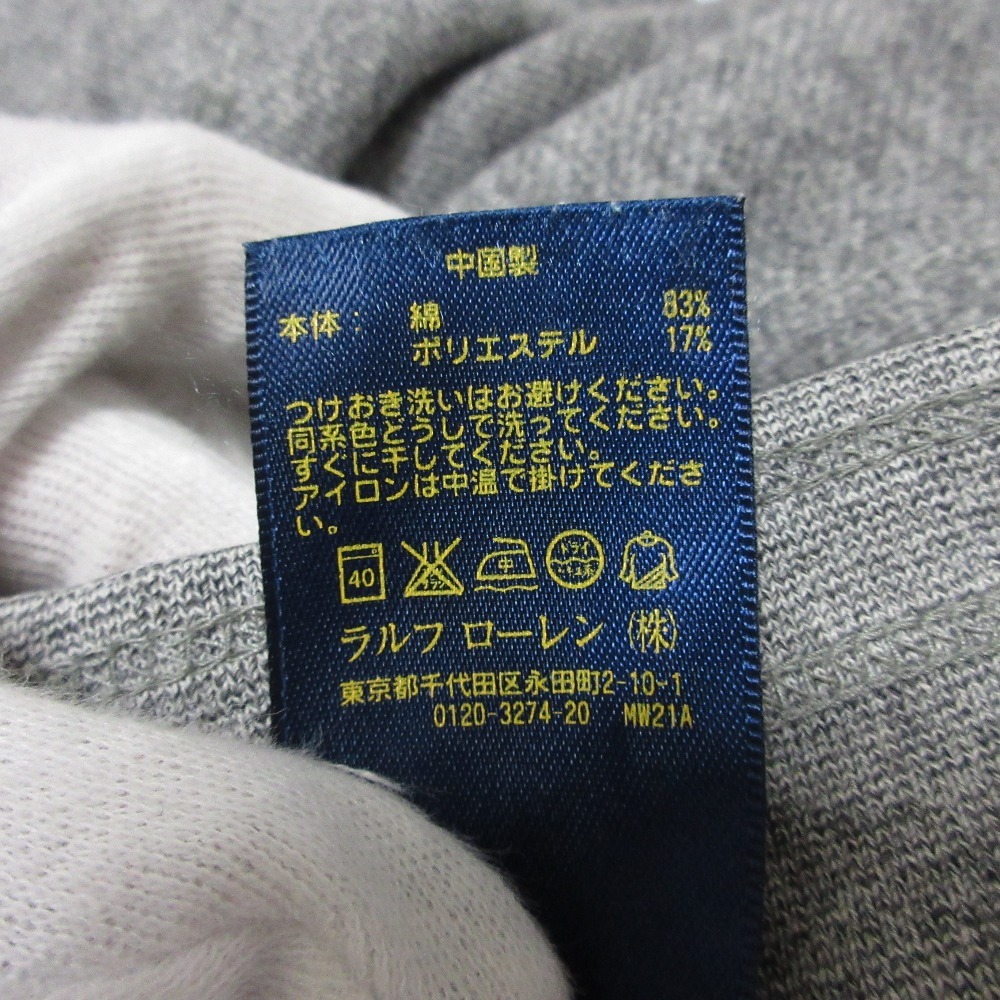 中国製
本体： 綿 83%
ポリエステル 17%
つけおき洗いはお避けください。
同系色どうしで洗ってください。
すぐに干してください。
アイロンは中温で掛けてくださ
い。
40 中 ドライ
ラルフ ローレン（株）
東京都千代田区永田町2-10-1
0120-3274-20 MW21A